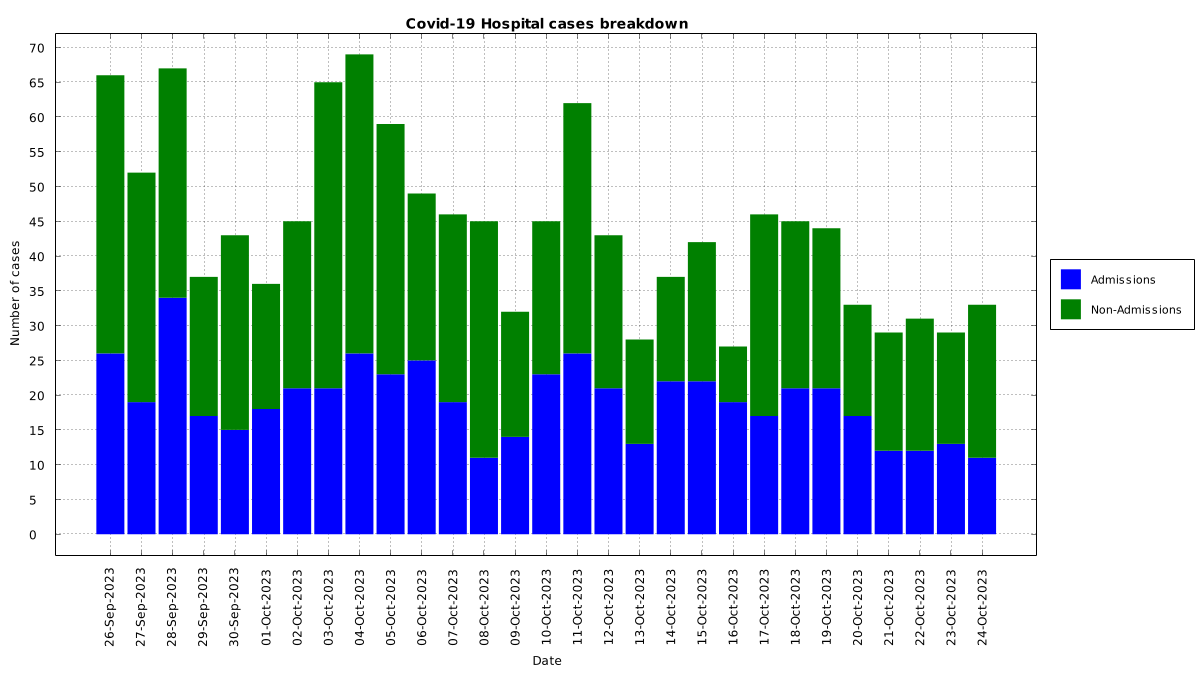 Covid-19 Hospital cases breakdown
70
65
60
55
50
45
40
35
30
25
20
15
10
5
0
Number of cases
26-Sep-2023
27-Sep-2023
28-Sep-2023
29-Sep-2023
30-Sep-2023
01-Oct-2023
02-Oct-2023
03-Oct-2023
04-Oct-2023
05-Oct-2023
06-Oct-2023
07-Oct-2023
08-Oct-2023
09-Oct-2023
10-Oct-2023
11-Oct-2023
12-Oct-2023
13-Oct-2023
14-Oct-2023
15-Oct-2023
16-Oct-2023
17-Oct-2023
18-Oct-2023
19-Oct-2023
20-Oct-2023
21-Oct-2023
22-Oct-2023
23-Oct-2023
24-Oct-2023
Date
Admissions
Non-Admissions